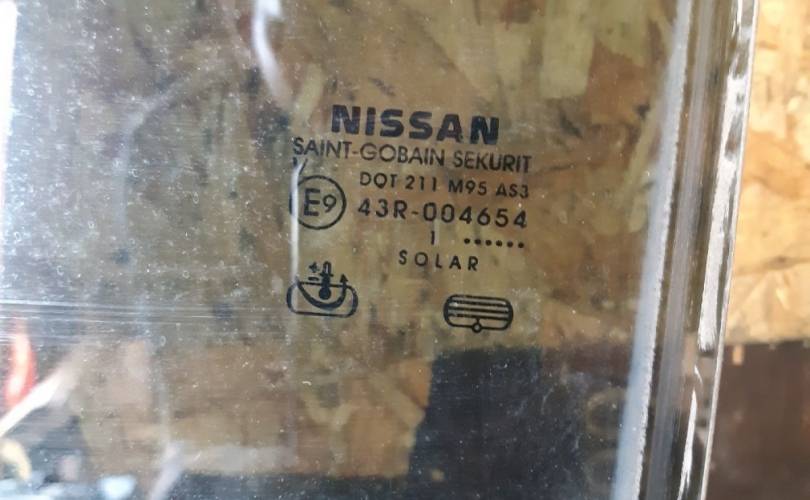 NISSAN
SAINT-GOBAIN SEKURIT
DOT 211 M95 AS3
E9 43R-004654
1 ••••••
SOLAR